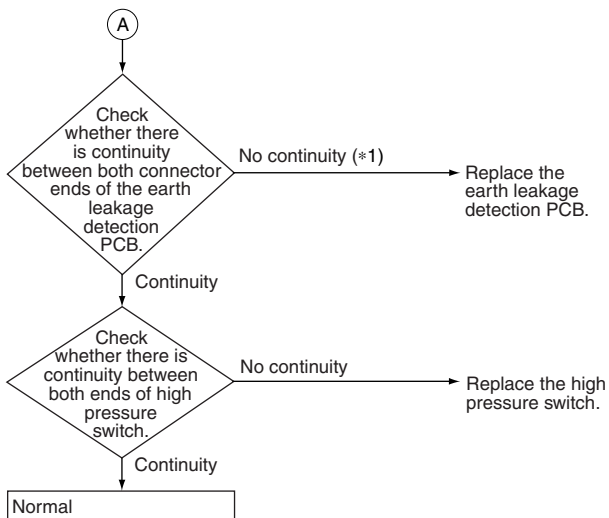 A
Check
whether there
is continuity
between both connector
ends of the earth
leakage
detection
PCB.
No continuity (*1)
Replace the
earth leakage
detection PCB.
Continuity
Check
whether there is
continuity between
both ends of high
pressure
switch.
No continuity
Replace the high
pressure switch.
Continuity
Normal